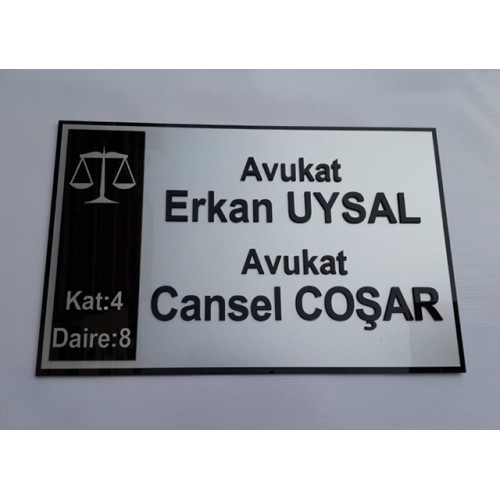 Avukat
Erkan UYSAL
Avukat
Cansel COŞAR
Kat:4
Daire:8